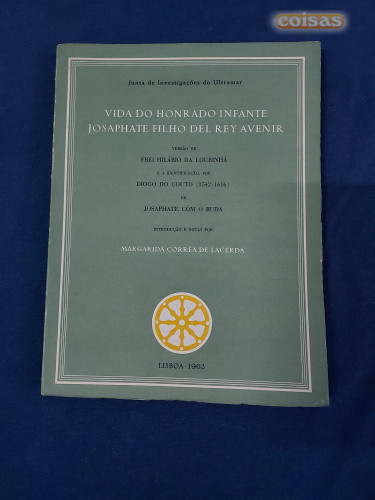 coisas
Junta de Investigações do Ultramar
VIDA DO HONRADO INFANTE
JOSAPHATE FILHO DEL REY AVENIR
VERSÃO DE
FREI HILÁRIO DA LOURINHÃ
E A IDENTIFICAÇÃO, POR
DIOGO DO COUTO (1542-1616)
DE
JOSAPHATE COM O BUDA
INTRODUÇÃO E NOTAS POR
MARGARIDA CORRÊA DE LACERDA
LISBOA · 1963